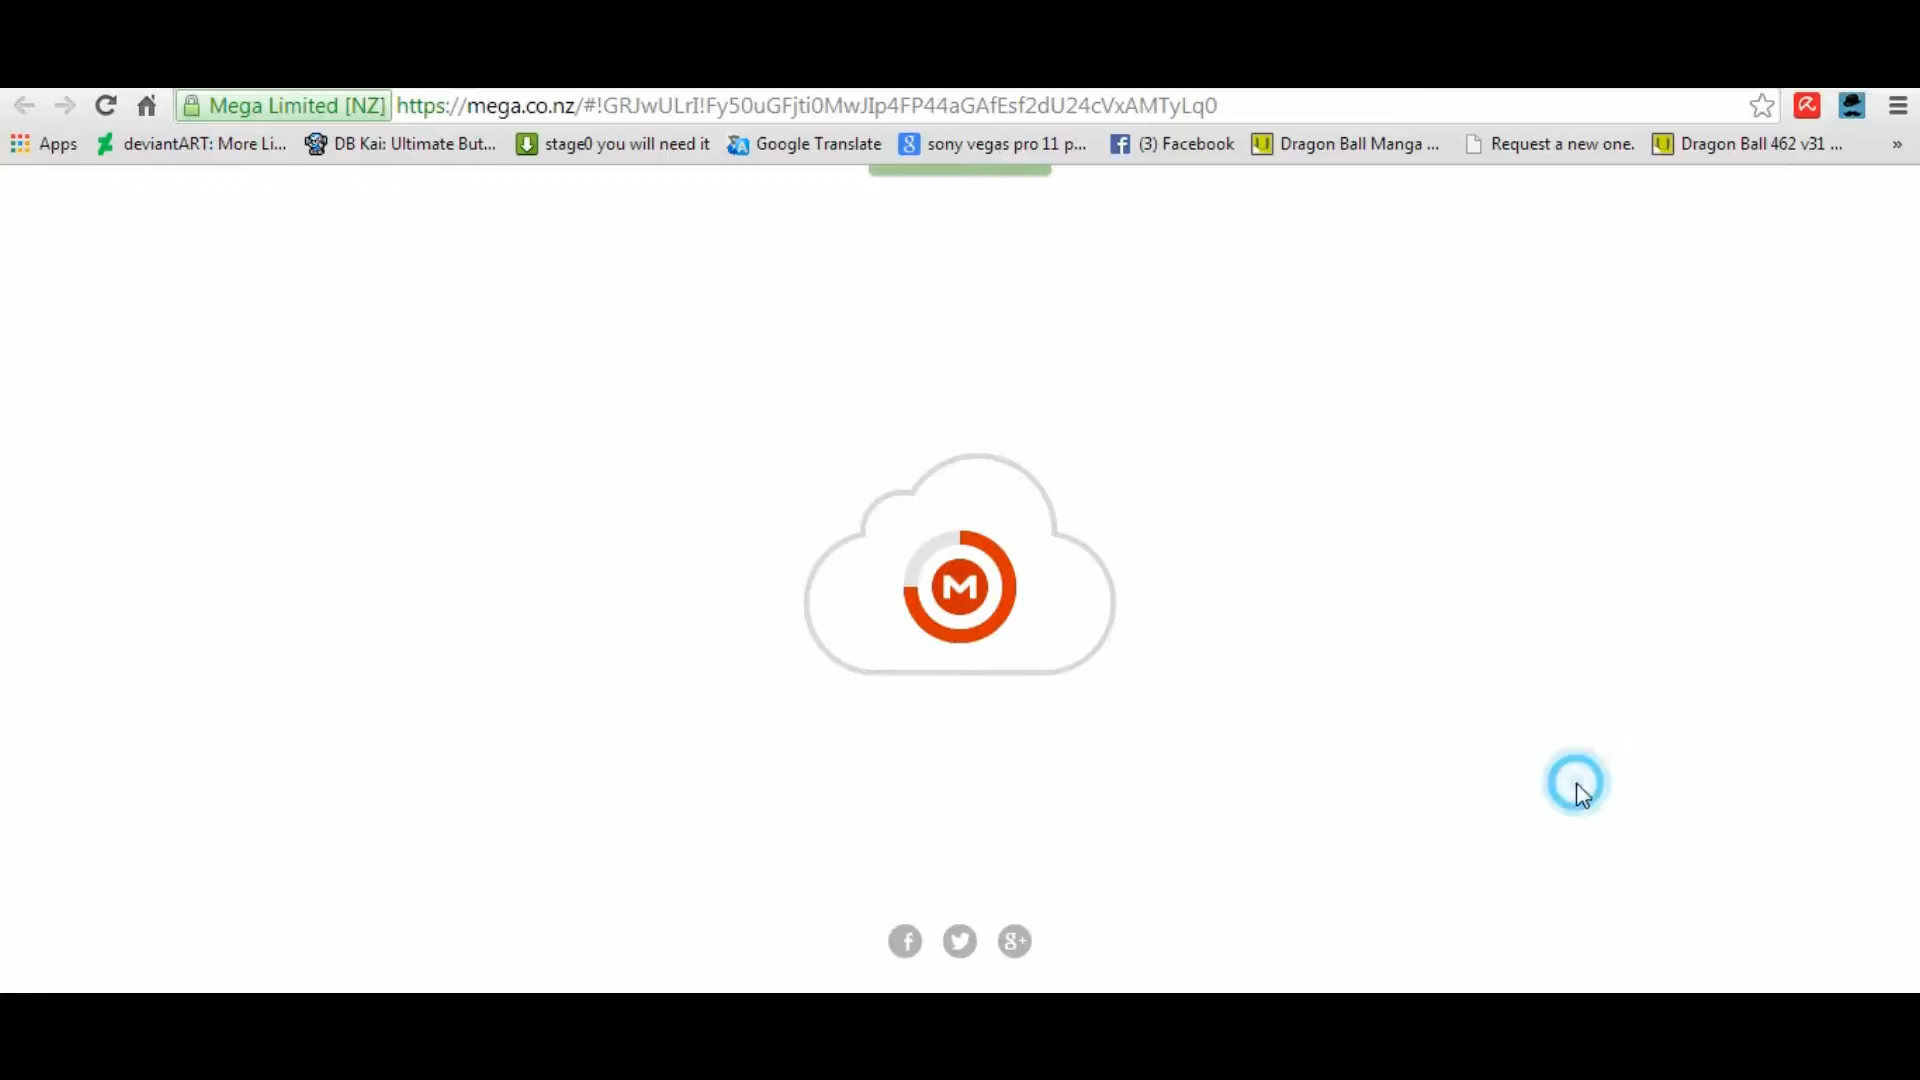 Mega Limited [NZ] https://mega.co.nz/#!GRJwULrI!Fy50uGFjti0MwJIp4FP44aGAfEsf2dU24cVxAMTyLq0
Apps deviantART: More Li... DB Kai: Ultimate But... stage0 you will need it Google Translate sony vegas pro 11 p... (3) Facebook Dragon Ball Manga ... Request a new one. Dragon Ball 462 v31 ... »
M
f g+